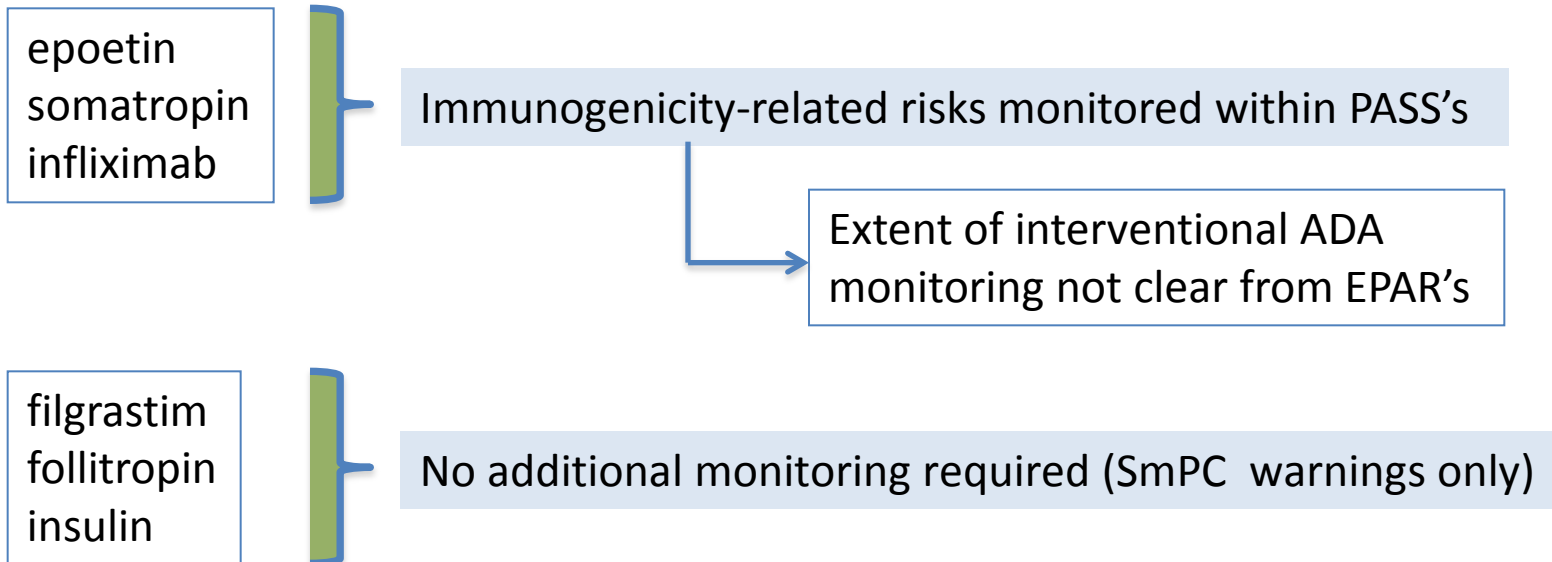 epoetin
somatropin
infliximab
Immunogenicity-related risks monitored within PASS’s
Extent of interventional ADA
monitoring not clear from EPAR’s
filgrastim
follitropin
insulin
No additional monitoring required (SmPC  warnings only)